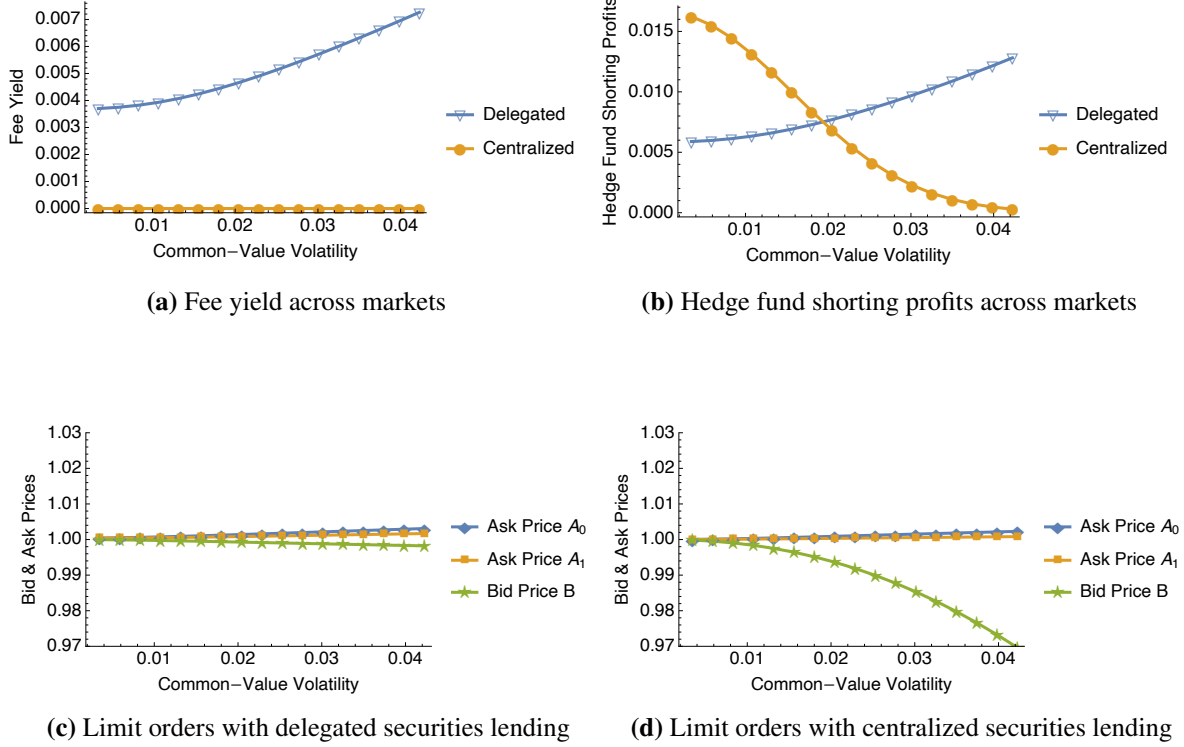 Fee Yield
0.007
0.006
0.005
0.004
0.003
0.002
0.001
0.000
0.01 0.02 0.03 0.04
Common-Value Volatility
Delegated
Centralized
(a) Fee yield across markets
Hedge Fund Shorting Profits
0.015
0.010
0.005
0.000
0.01 0.02 0.03 0.04
Common-Value Volatility
Delegated
Centralized
(b) Hedge fund shorting profits across markets
Bid & Ask Prices
1.03
1.02
1.01
1.00
0.99
0.98
0.97
0.01 0.02 0.03 0.04
Common-Value Volatility
Ask Price A₀
Ask Price A₁
Bid Price B
(c) Limit orders with delegated securities lending
Bid & Ask Prices
1.03
1.02
1.01
1.00
0.99
0.98
0.97
0.01 0.02 0.03 0.04
Common-Value Volatility
Ask Price A₀
Ask Price A₁
Bid Price B
(d) Limit orders with centralized securities lending